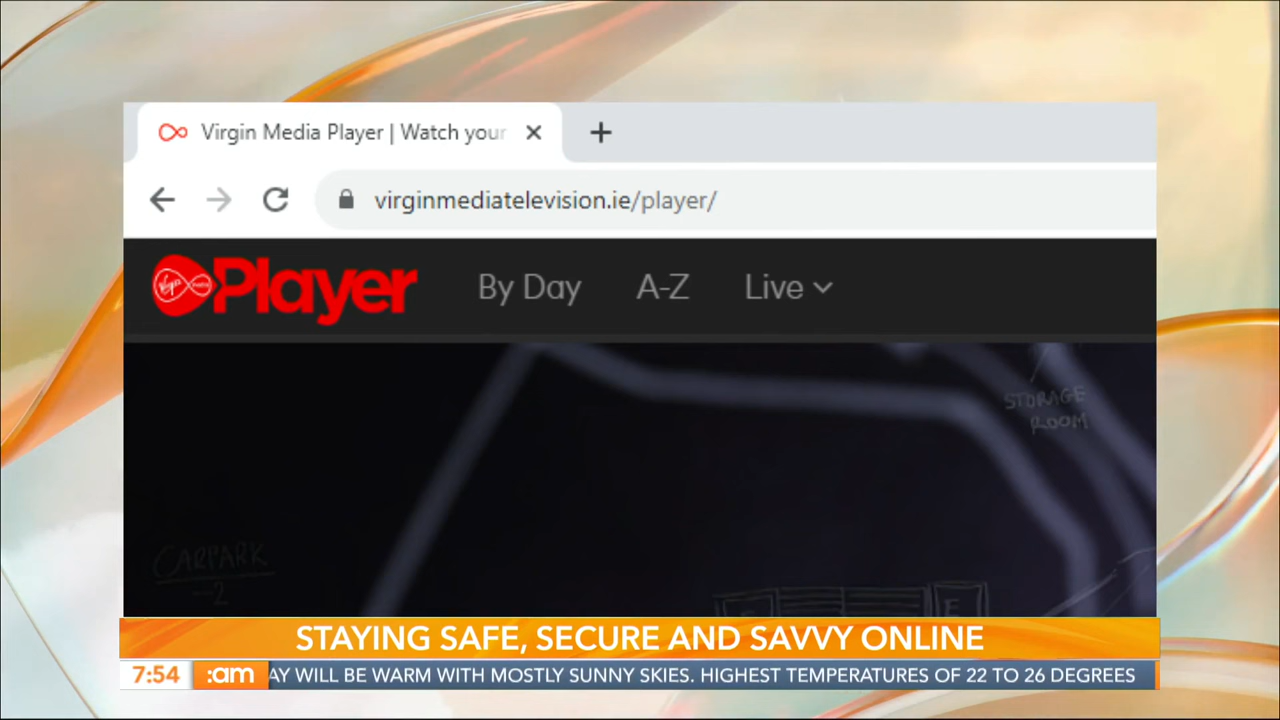 Virgin Media Player | Watch your
virginmediatelevision.ie/player/
Virgin media Player By Day A-Z Live
STORAGE
ROOM
CARPARK
-2
E
STAYING SAFE, SECURE AND SAVVY ONLINE
7:54 :am AY WILL BE WARM WITH MOSTLY SUNNY SKIES. HIGHEST TEMPERATURES OF 22 TO 26 DEGREES